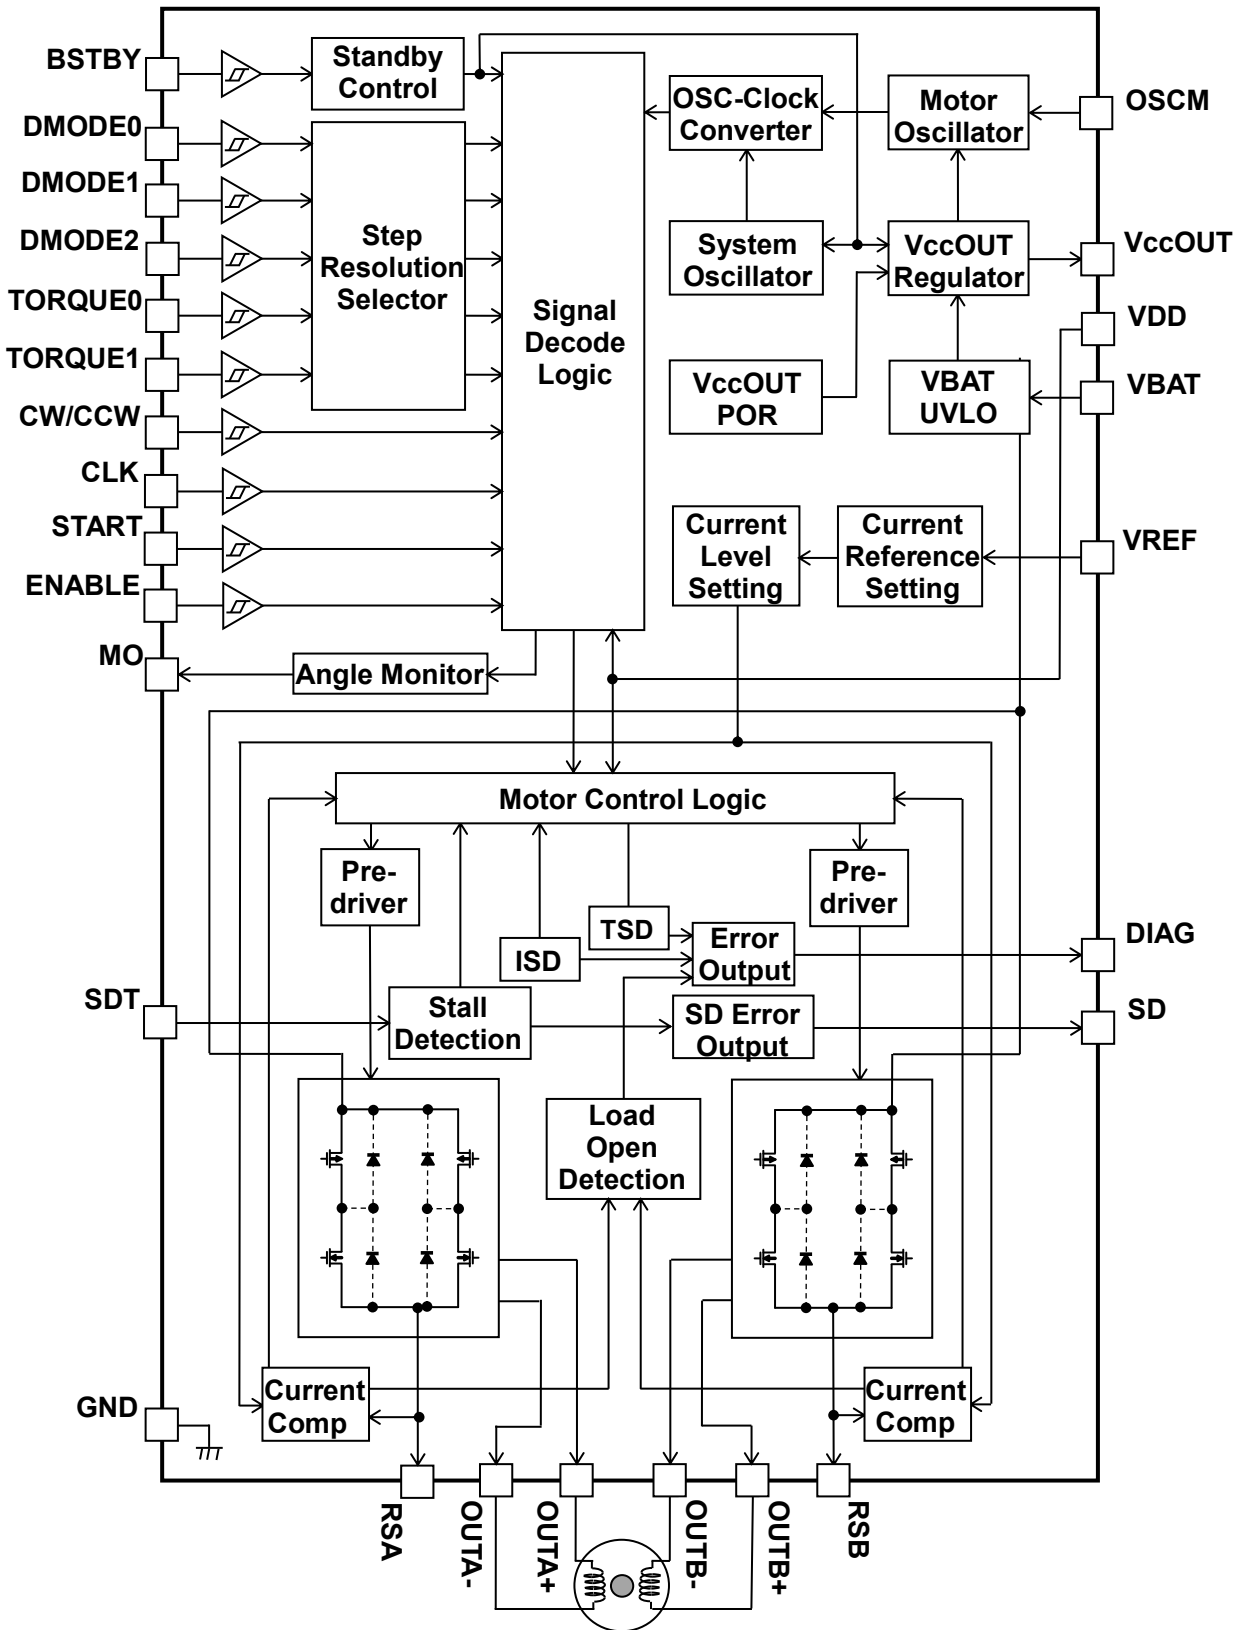 BSTBY
DMODE0
DMODE1
DMODE2
TORQUE0
TORQUE1
CW/CCW
CLK
START
ENABLE
MO
SDT
GND
Standby
Control
Step
Resolution
Selector
Signal
Decode
Logic
OSC-Clock
Converter
Motor
Oscillator
System
Oscillator
VccOUT
Regulator
VccOUT
POR
VBAT
UVLO
Current
Level
Setting
Current
Reference
Setting
Angle Monitor
Motor Control Logic
Pre-
driver
Pre-
driver
TSD
ISD
Error
Output
Stall
Detection
SD Error
Output
Load
Open
Detection
Current
Comp
Current
Comp
OSCM
VccOUT
VDD
VBAT
VREF
DIAG
SD
RSA
OUTA-
OUTA+
OUTB-
OUTB+
RSB